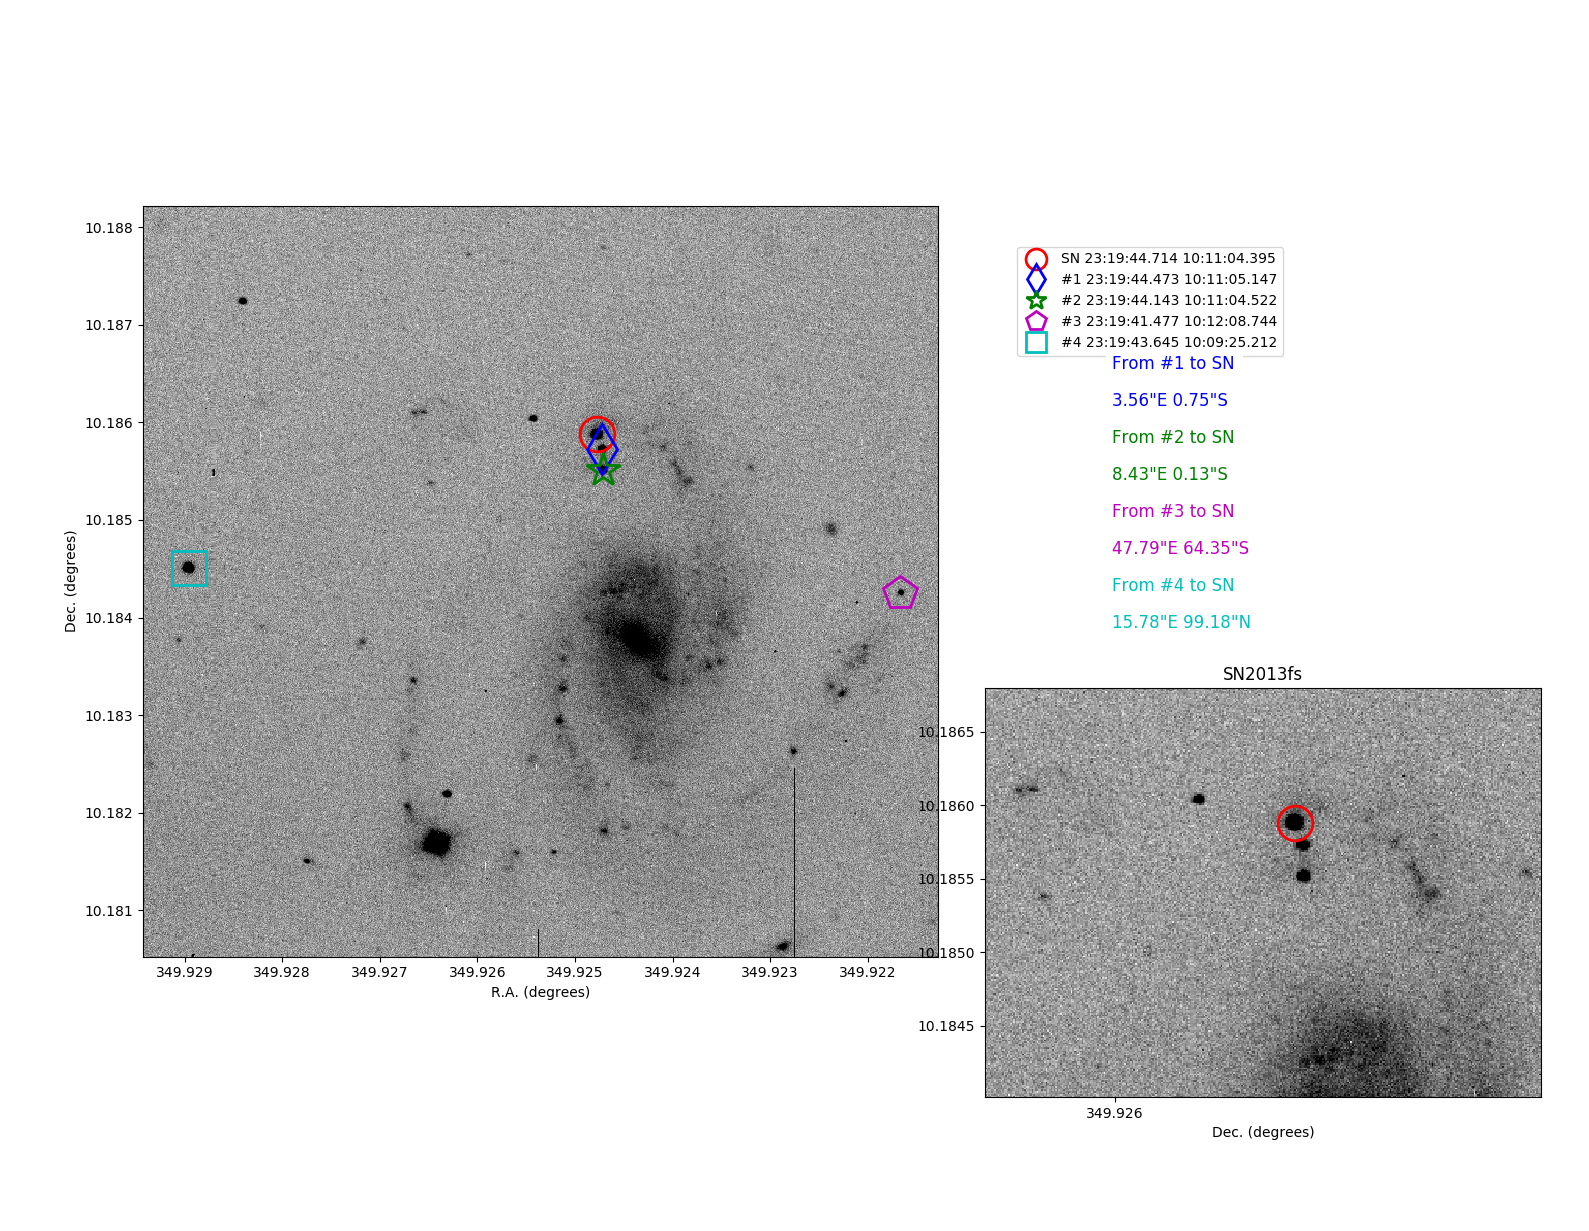 10.188
10.187
10.186
10.185
10.184
10.183
10.182
10.181
Dec. (degrees)
349.929 349.928 349.927 349.926 349.925 349.924 349.923 349.922
R.A. (degrees)
SN 23:19:44.714 10:11:04.395
#1 23:19:44.473 10:11:05.147
#2 23:19:44.143 10:11:04.522
#3 23:19:41.477 10:12:08.744
#4 23:19:43.645 10:09:25.212
From #1 to SN
3.56"E 0.75"S
From #2 to SN
8.43"E 0.13"S
From #3 to SN
47.79"E 64.35"S
From #4 to SN
15.78"E 99.18"N
SN2013fs
10.1865
10.1860
10.1855
10.1850
10.1845
349.926
Dec. (degrees)